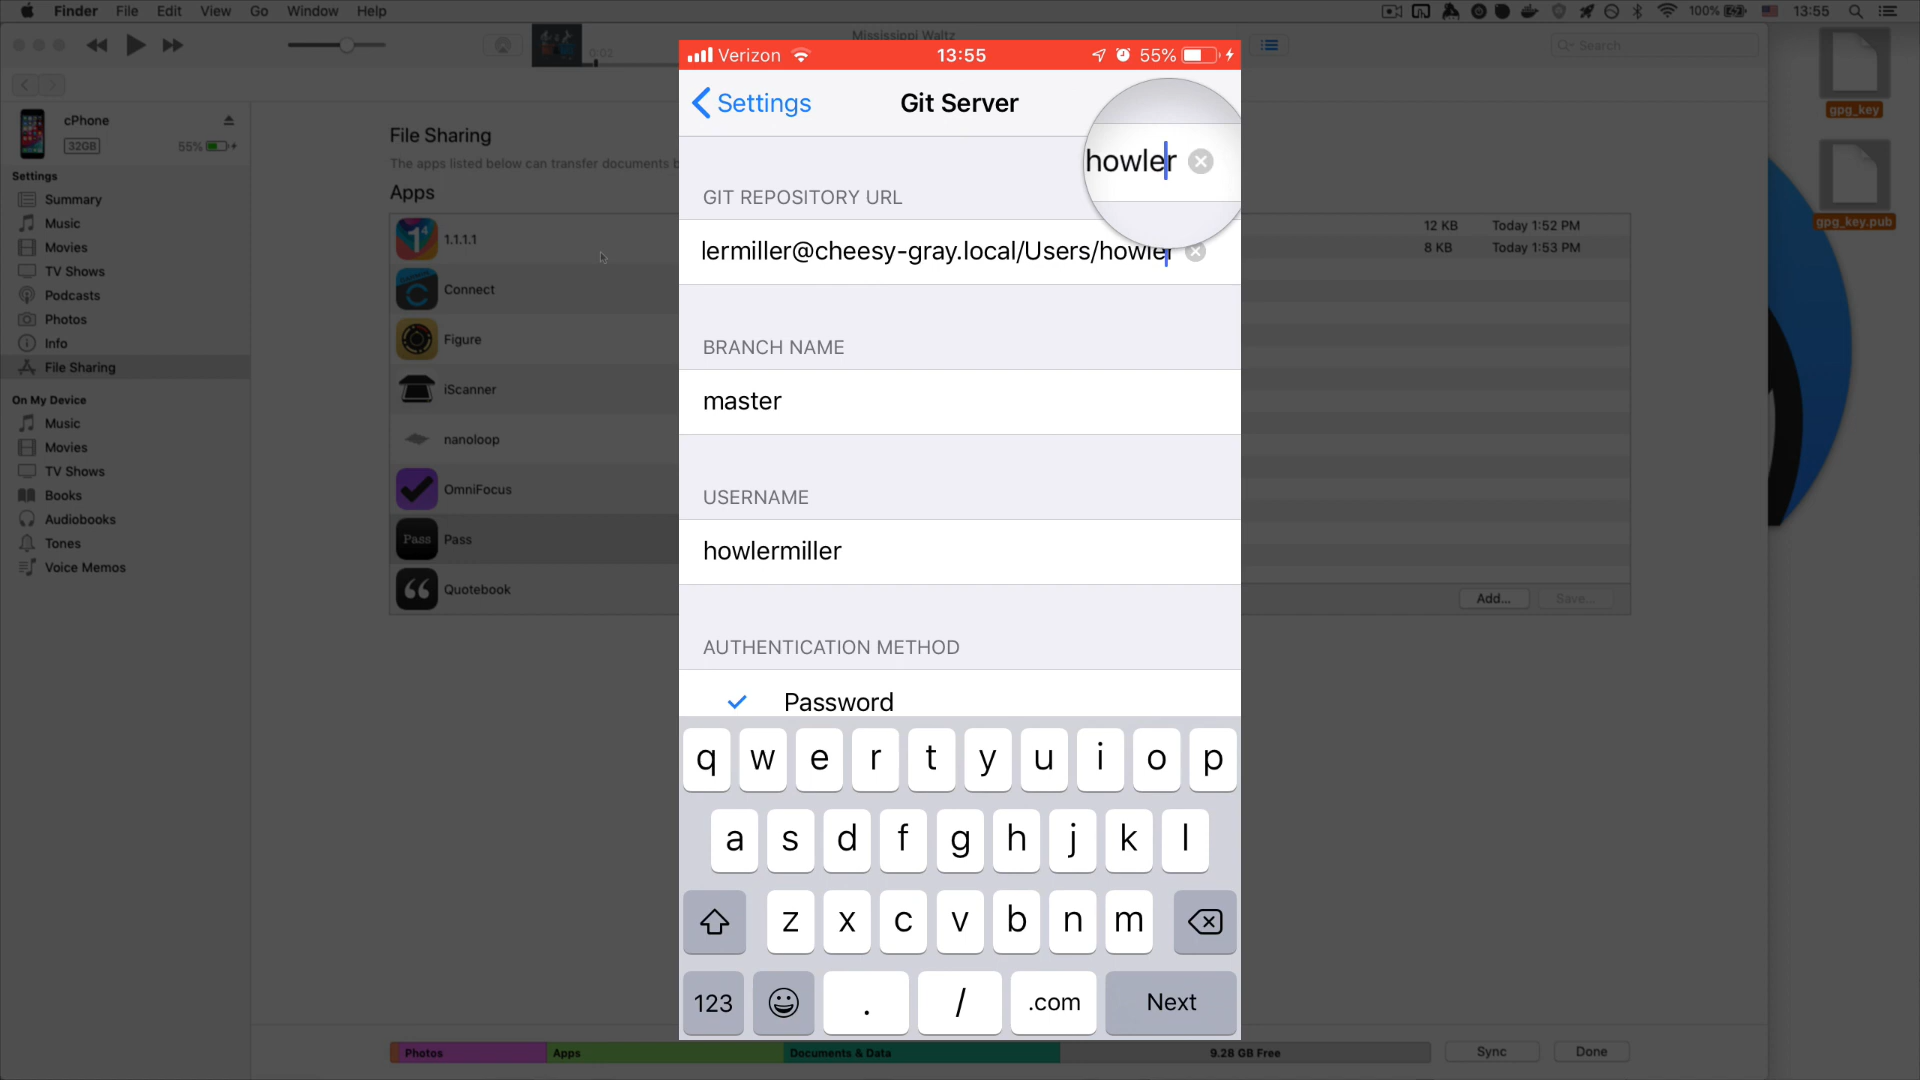 Finder File Edit View Go Window Help
100% 13:55
Mississippi Waltz
0:02
Search
cPhone
32GB 55%
Settings
Summary
Music
Movies
TV Shows
Podcasts
Photos
Info
File Sharing
On My Device
Music
Movies
TV Shows
Books
Audiobooks
Tones
Voice Memos
File Sharing
The apps listed below can transfer documents b
Apps
1.1.1.1
Connect
Figure
iScanner
nanoloop
OmniFocus
Pass Pass
Quotebook
Verizon 13:55 55%
Settings Git Server
howler
GIT REPOSITORY URL
lermiller@cheesy-gray.local/Users/howler
BRANCH NAME
master
USERNAME
howlermiller
AUTHENTICATION METHOD
Password
q w e r t y u i o p
a s d f g h j k l
z x c v b n m
123 . / .com Next
12 KB Today 1:52 PM
8 KB Today 1:53 PM
Add... Save...
Photos Apps Documents & Data 9.28 GB Free Sync Done
gpg_key
gpg_key.pub